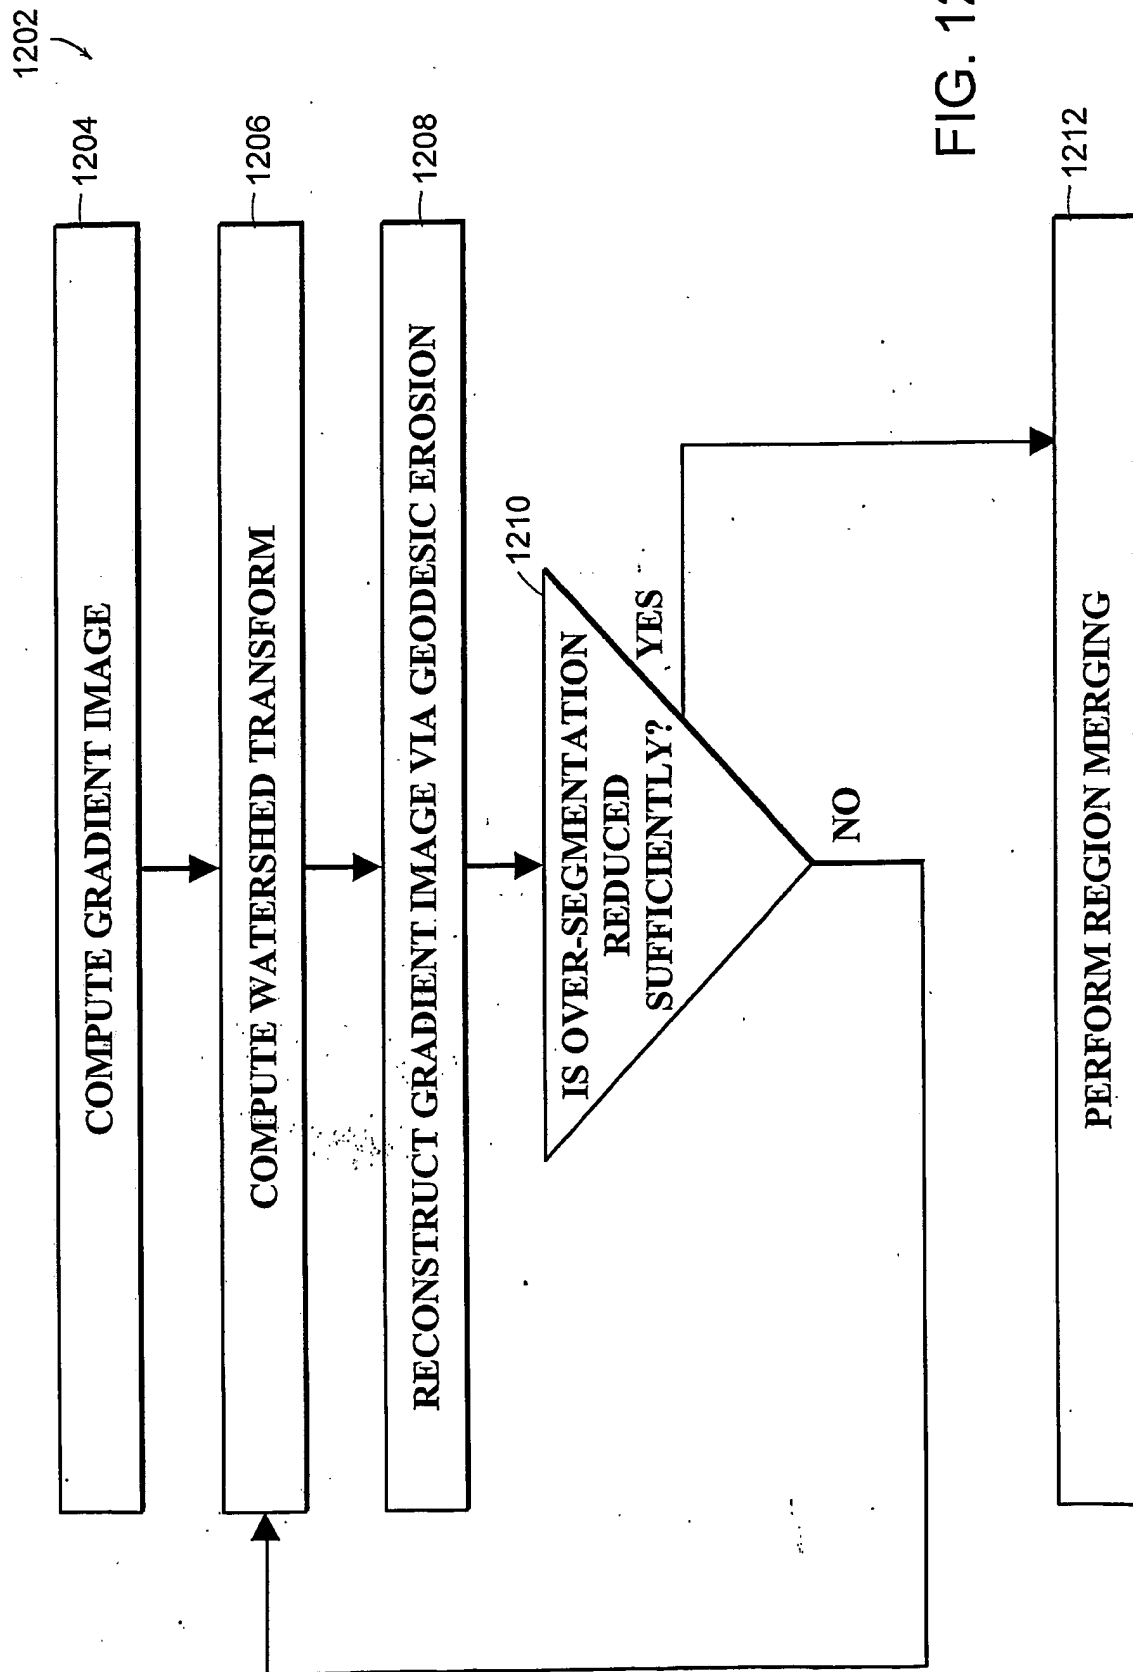 1202
1204
COMPUTE GRADIENT IMAGE
1206
COMPUTE WATERSHED TRANSFORM
1208
RECONSTRUCT GRADIENT IMAGE VIA GEODESIC EROSION
1210
IS OVER-SEGMENTATION
REDUCED
SUFFICIENTLY?
YES
NO
1212
PERFORM REGION MERGING
FIG. 12